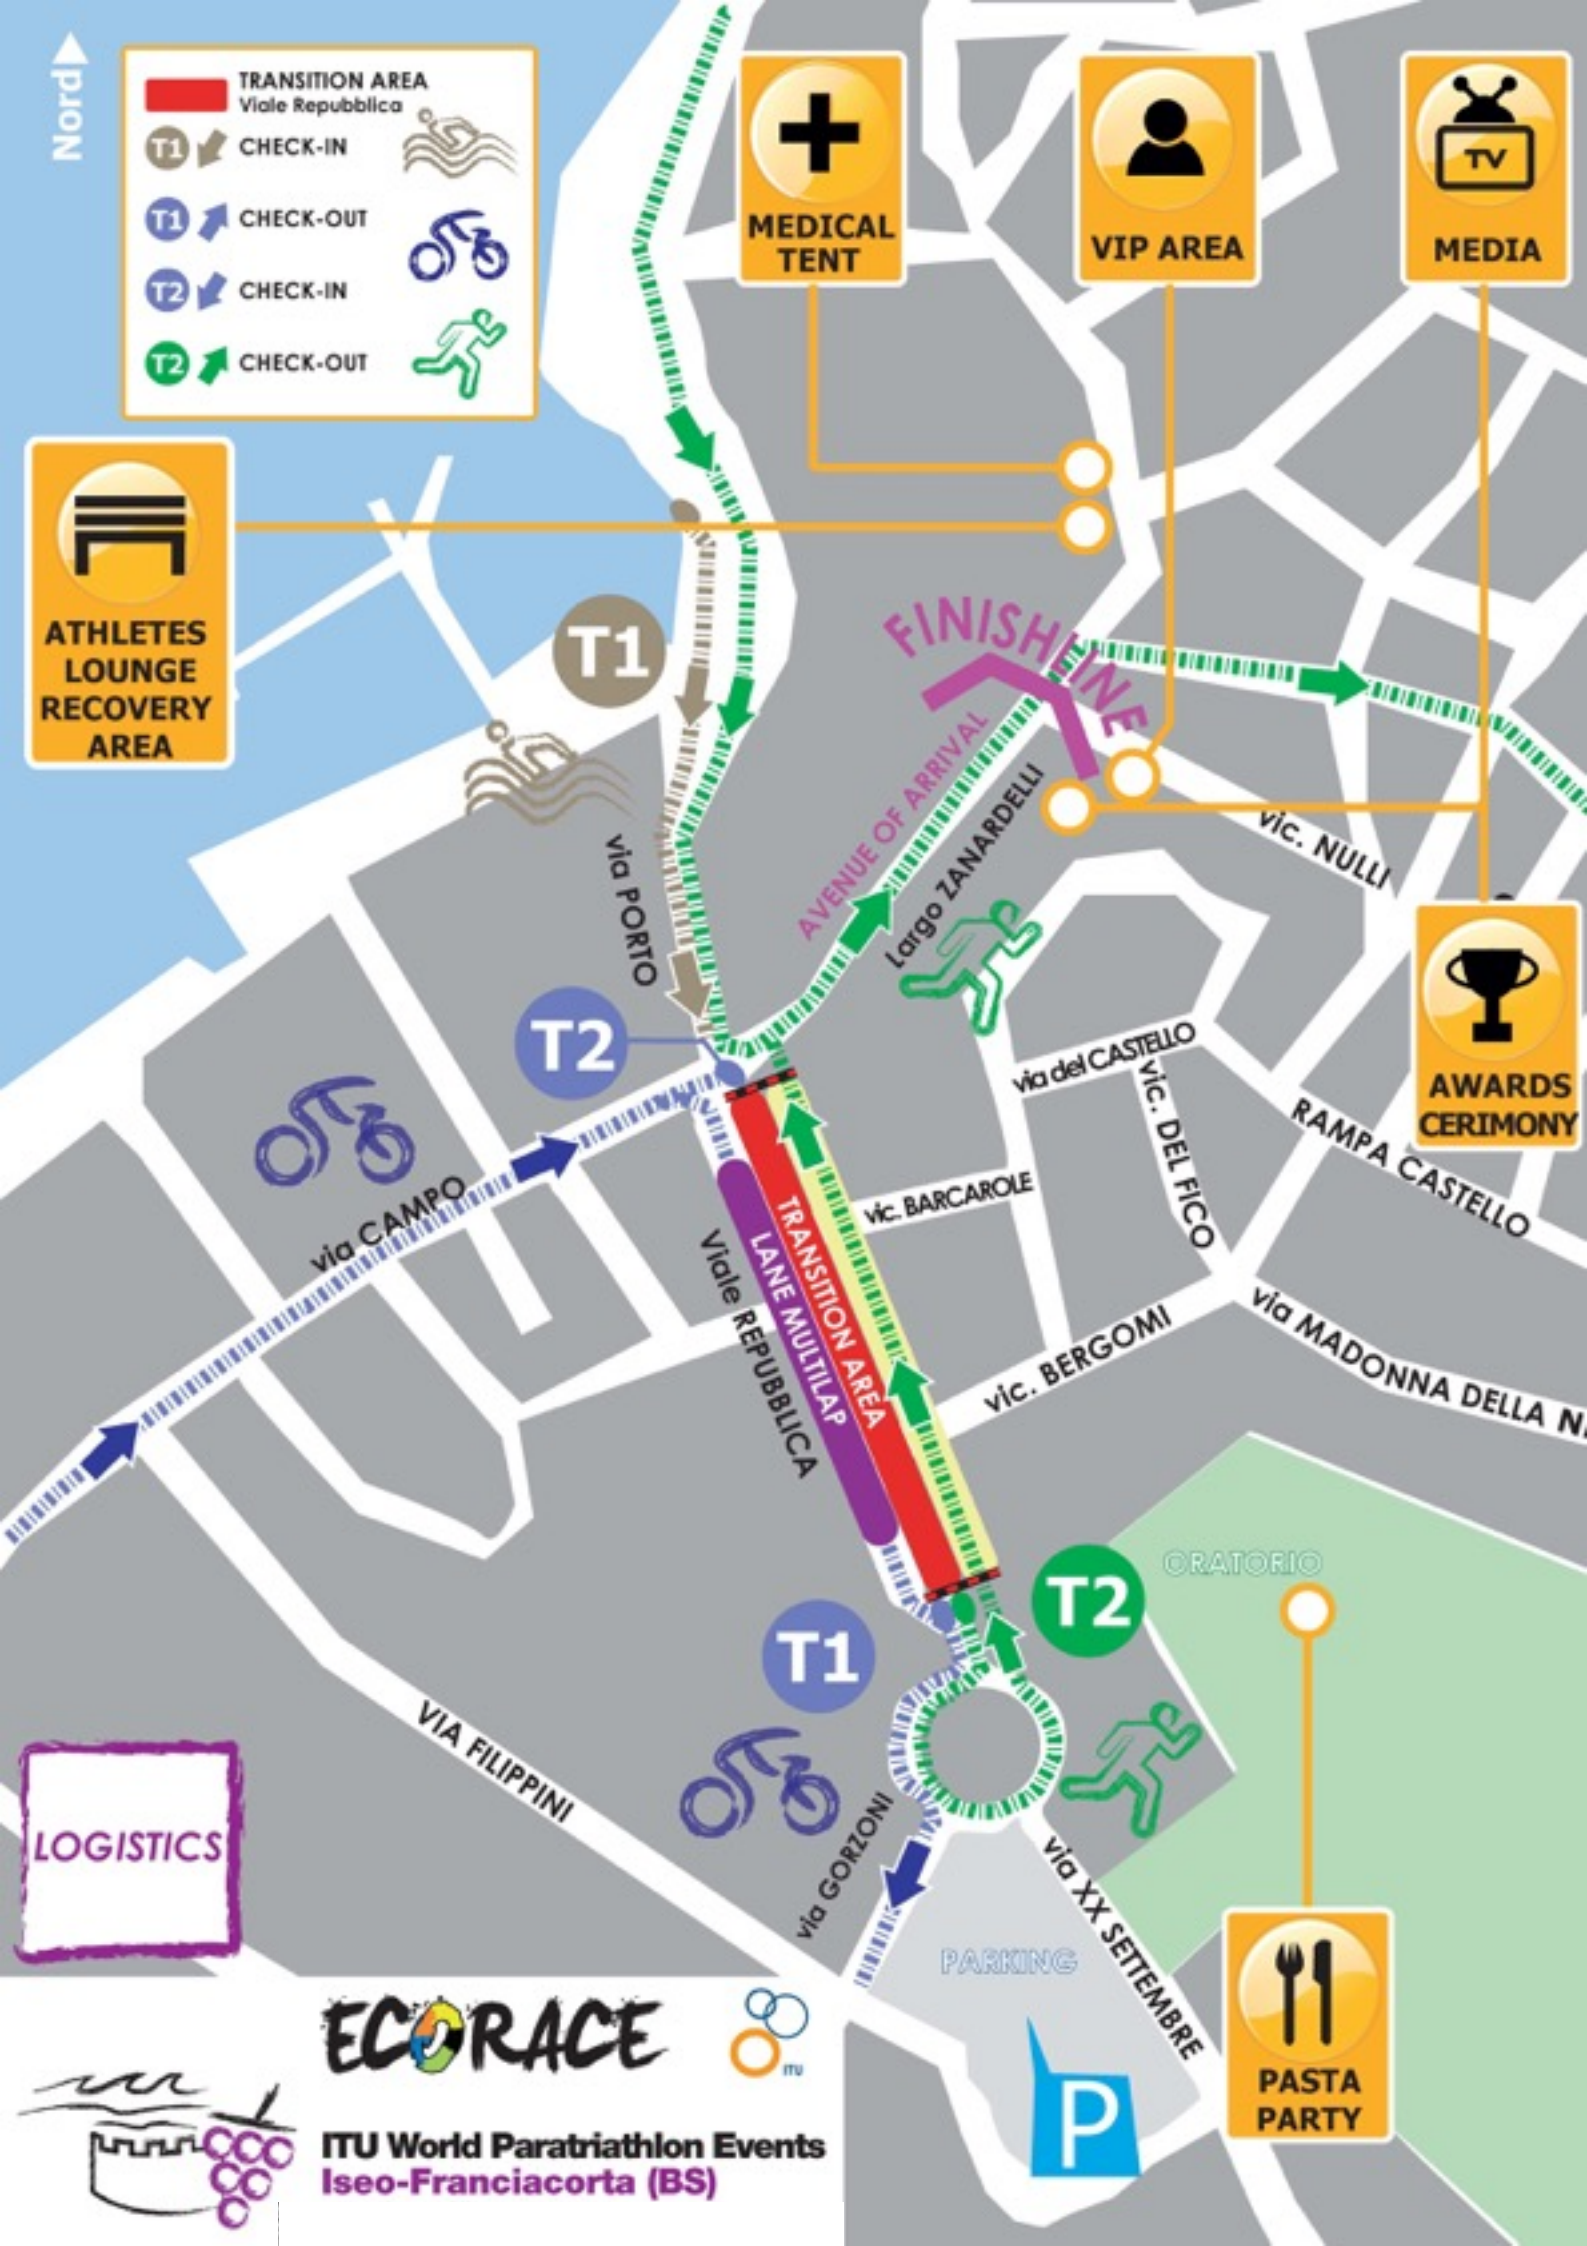 Nord
TRANSITION AREA
Viale Repubblica
T1 CHECK-IN
T1 CHECK-OUT
T2 CHECK-IN
T2 CHECK-OUT
MEDICAL
TENT
VIP AREA
TV
MEDIA
ATHLETES
LOUNGE
RECOVERY
AREA
T1
FINISH LINE
AVENUE OF ARRIVAL
Largo ZANARDELLI
vic. NULLI
via PORTO
T2
via del CASTELLO
vic. DEL FICO
AWARDS
CERIMONY
RAMPA CASTELLO
via CAMPO
vic. BARCAROLE
TRANSITION AREA
LANE MULTILAP
Viale REPUBBLICA
vic. BERGOMI
via MADONNA DELLA
ORATORIO
T2
T1
VIA FILIPPINI
via GORZONI
via XX SETTEMBRE
LOGISTICS
PARKING
P
PASTA
PARTY
ECORACE
ITU
ITU World Paratriathlon Events
Iseo-Franciacorta (BS)